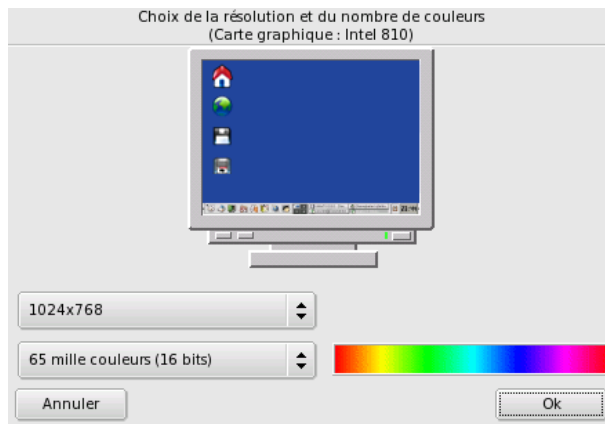 Choix de la résolution et du nombre de couleurs
(Carte graphique : Intel 810)
1024x768
65 mille couleurs (16 bits)
Annuler
Ok